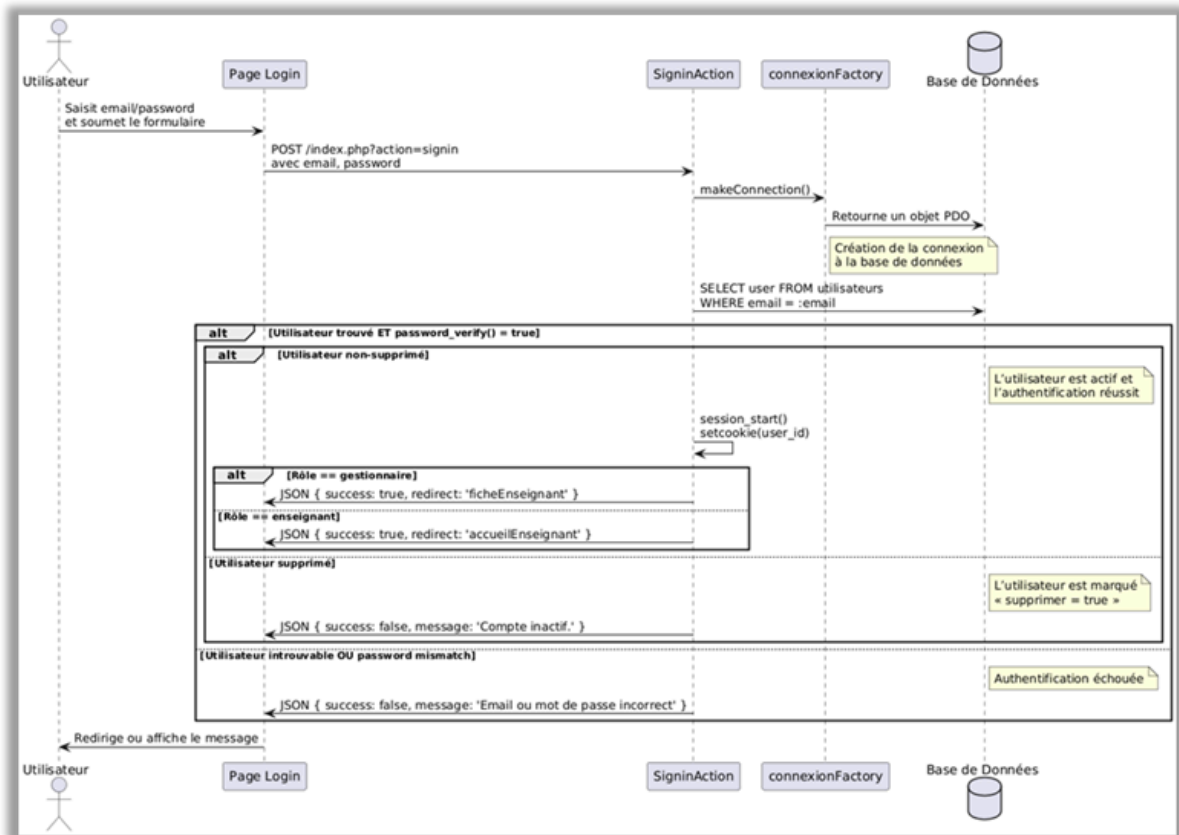 Utilisateur
Page Login
SigninAction
connexionFactory
Base de Données
Saisit email/password
et soumet le formulaire
POST /index.php?action=signin
avec email, password
makeConnection()
Retourne un objet PDO
Création de la connexion
à la base de données
SELECT user FROM utilisateurs
WHERE email = :email
alt [Utilisateur trouvé ET password_verify() = true]
alt [Utilisateur non-supprimé]
L'utilisateur est actif et
l'authentification réussit
session_start()
setcookie(user_id)
alt [Rôle == gestionnaire]
JSON { success: true, redirect: 'ficheEnseignant' }
[Rôle == enseignant]
JSON { success: true, redirect: 'accueilEnseignant' }
[Utilisateur supprimé]
L'utilisateur est marqué
« supprimer = true »
JSON { success: false, message: 'Compte inactif.' }
[Utilisateur introuvable OU password mismatch]
Authentification échouée
JSON { success: false, message: 'Email ou mot de passe incorrect' }
Redirige ou affiche le message
Utilisateur
Page Login
SigninAction
connexionFactory
Base de Données